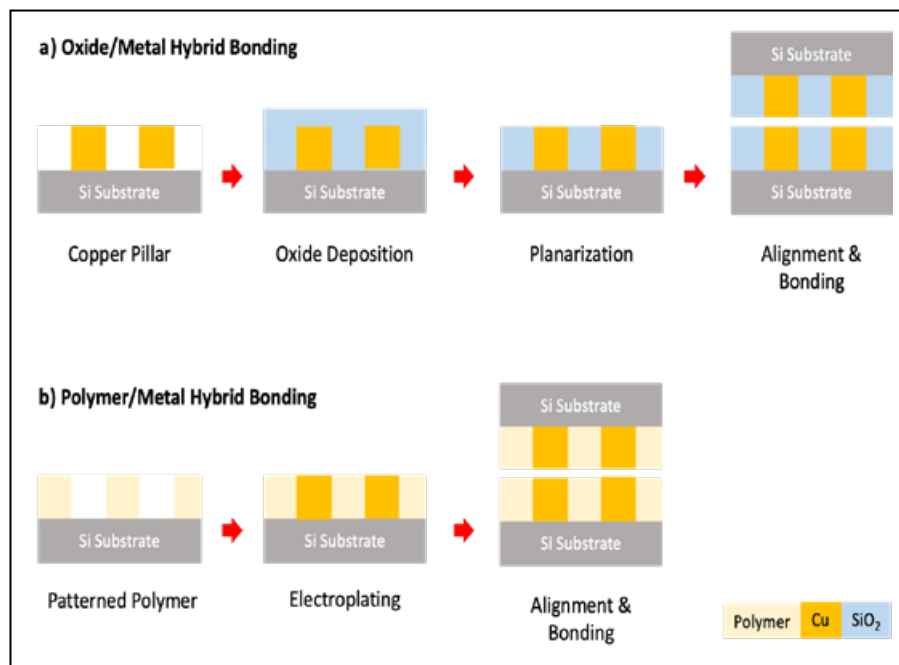 a) Oxide/Metal Hybrid Bonding
Si Substrate
Si Substrate
Si Substrate
Si Substrate
Si Substrate
Copper Pillar
Oxide Deposition
Planarization
Alignment &
Bonding
b) Polymer/Metal Hybrid Bonding
Si Substrate
Si Substrate
Si Substrate
Si Substrate
Patterned Polymer
Electroplating
Alignment &
Bonding
Polymer
Cu
SiO₂